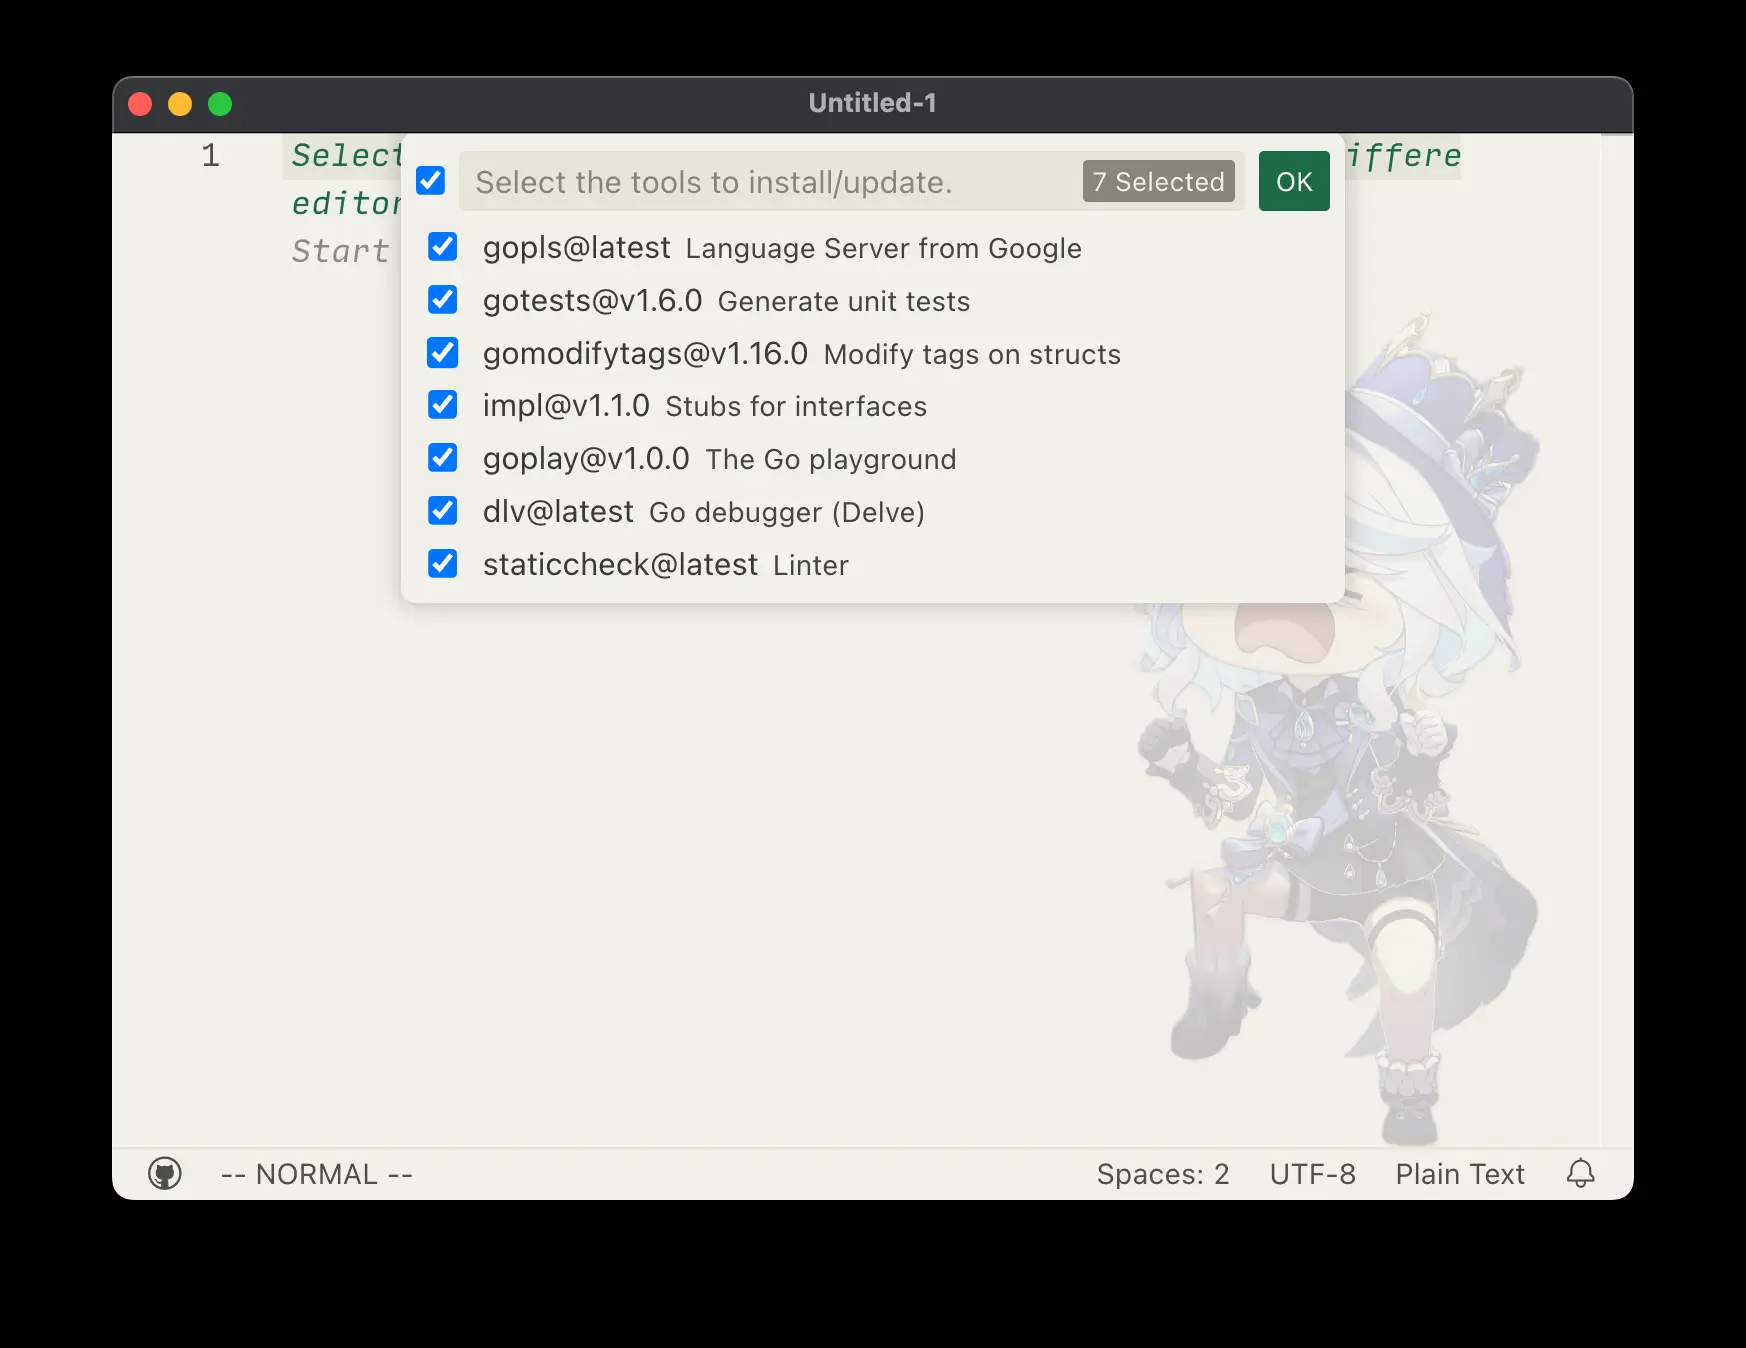 Untitled-1
1 Select iffere
editor
Start
Select the tools to install/update. 7 Selected OK
gopls@latest Language Server from Google
gotests@v1.6.0 Generate unit tests
gomodifytags@v1.16.0 Modify tags on structs
impl@v1.1.0 Stubs for interfaces
goplay@v1.0.0 The Go playground
dlv@latest Go debugger (Delve)
staticcheck@latest Linter
-- NORMAL -- Spaces: 2 UTF-8 Plain Text